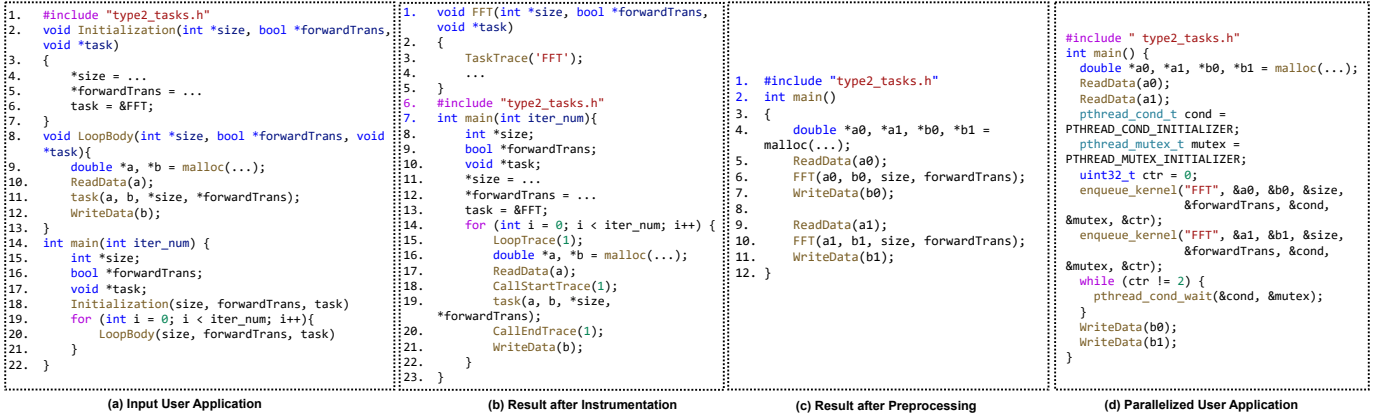 1. #include "type2_tasks.h"
2. void Initialization(int *size, bool *forwardTrans,
void *task)
3. {
4. *size = ...
5. *forwardTrans = ...
6. task = &FFT;
7. }
8. void LoopBody(int *size, bool *forwardTrans, void
*task){
9. double *a, *b = malloc(...);
10. ReadData(a);
11. task(a, b, *size, *forwardTrans);
12. WriteData(b);
13. }
14. int main(int iter_num) {
15. int *size;
16. bool *forwardTrans;
17. void *task;
18. Initialization(size, forwardTrans, task)
19. for (int i = 0; i < iter_num; i++){
20. LoopBody(size, forwardTrans, task)
21. }
22. }
(a) Input User Application
1. void FFT(int *size, bool *forwardTrans,
void *task)
2. {
3. TaskTrace('FFT');
4. ...
5. }
6. #include "type2_tasks.h"
7. int main(int iter_num){
8. int *size;
9. bool *forwardTrans;
10. void *task;
11. *size = ...
12. *forwardTrans = ...
13. task = &FFT;
14. for (int i = 0; i < iter_num; i++) {
15. LoopTrace(1);
16. double *a, *b = malloc(...);
17. ReadData(a);
18. CallStartTrace(1);
19. task(a, b, *size,
*forwardTrans);
20. CallEndTrace(1);
21. WriteData(b);
22. }
23. }
(b) Result after Instrumentation
1. #include "type2_tasks.h"
2. int main()
3. {
4. double *a0, *a1, *b0, *b1 =
malloc(...);
5. ReadData(a0);
6. FFT(a0, b0, size, forwardTrans);
7. WriteData(b0);
8.
9. ReadData(a1);
10. FFT(a1, b1, size, forwardTrans);
11. WriteData(b1);
12. }
(c) Result after Preprocessing
#include " type2_tasks.h"
int main() {
double *a0, *a1, *b0, *b1 = malloc(...);
ReadData(a0);
ReadData(a1);
pthread_cond_t cond =
PTHREAD_COND_INITIALIZER;
pthread_mutex_t mutex =
PTHREAD_MUTEX_INITIALIZER;
uint32_t ctr = 0;
enqueue_kernel("FFT", &a0, &b0, &size,
&forwardTrans, &cond,
&mutex, &ctr);
enqueue_kernel("FFT", &a1, &b1, &size,
&forwardTrans, &cond,
&mutex, &ctr);
while (ctr != 2) {
pthread_cond_wait(&cond, &mutex);
}
WriteData(b0);
WriteData(b1);
}
(d) Parallelized User Application